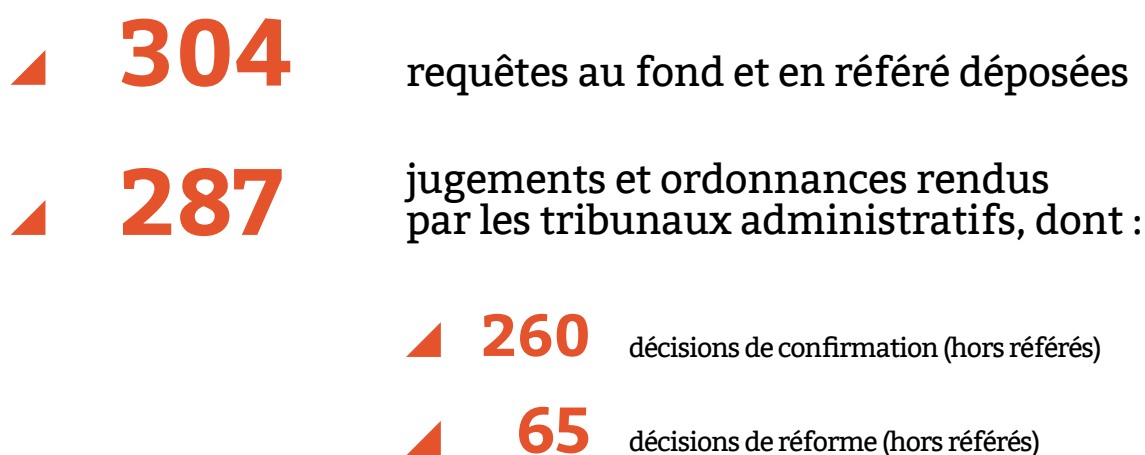 304 requêtes au fond et en référé déposées
287 jugements et ordonnances rendus
par les tribunaux administratifs, dont :
260 décisions de confirmation (hors référés)
65 décisions de réforme (hors référés)